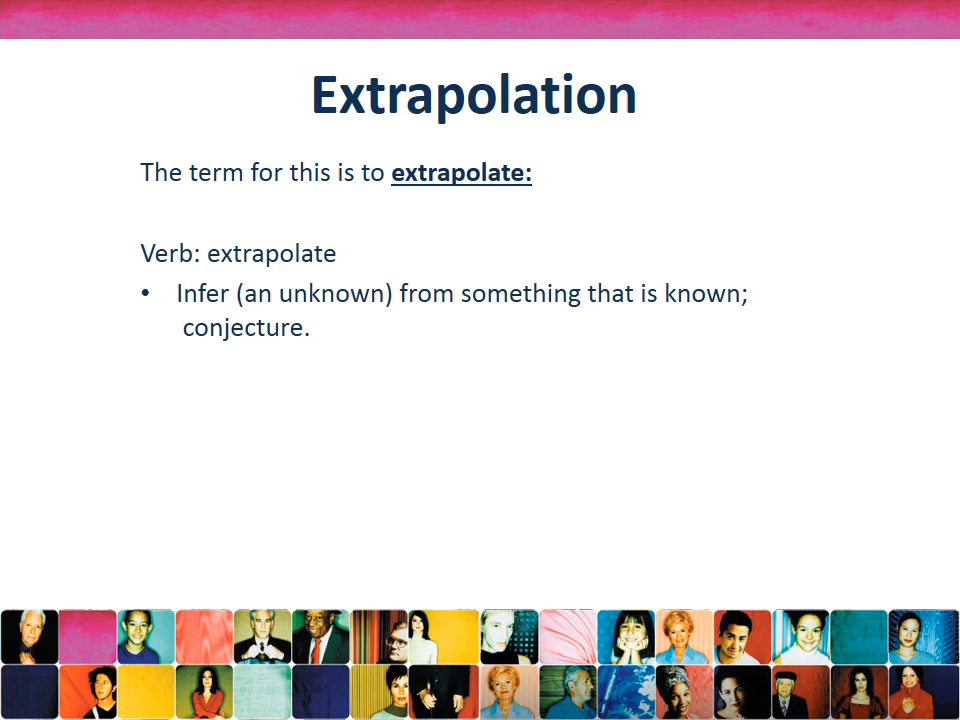 Extrapolation
The term for this is to extrapolate:
Verb: extrapolate
• Infer (an unknown) from something that is known;
conjecture.